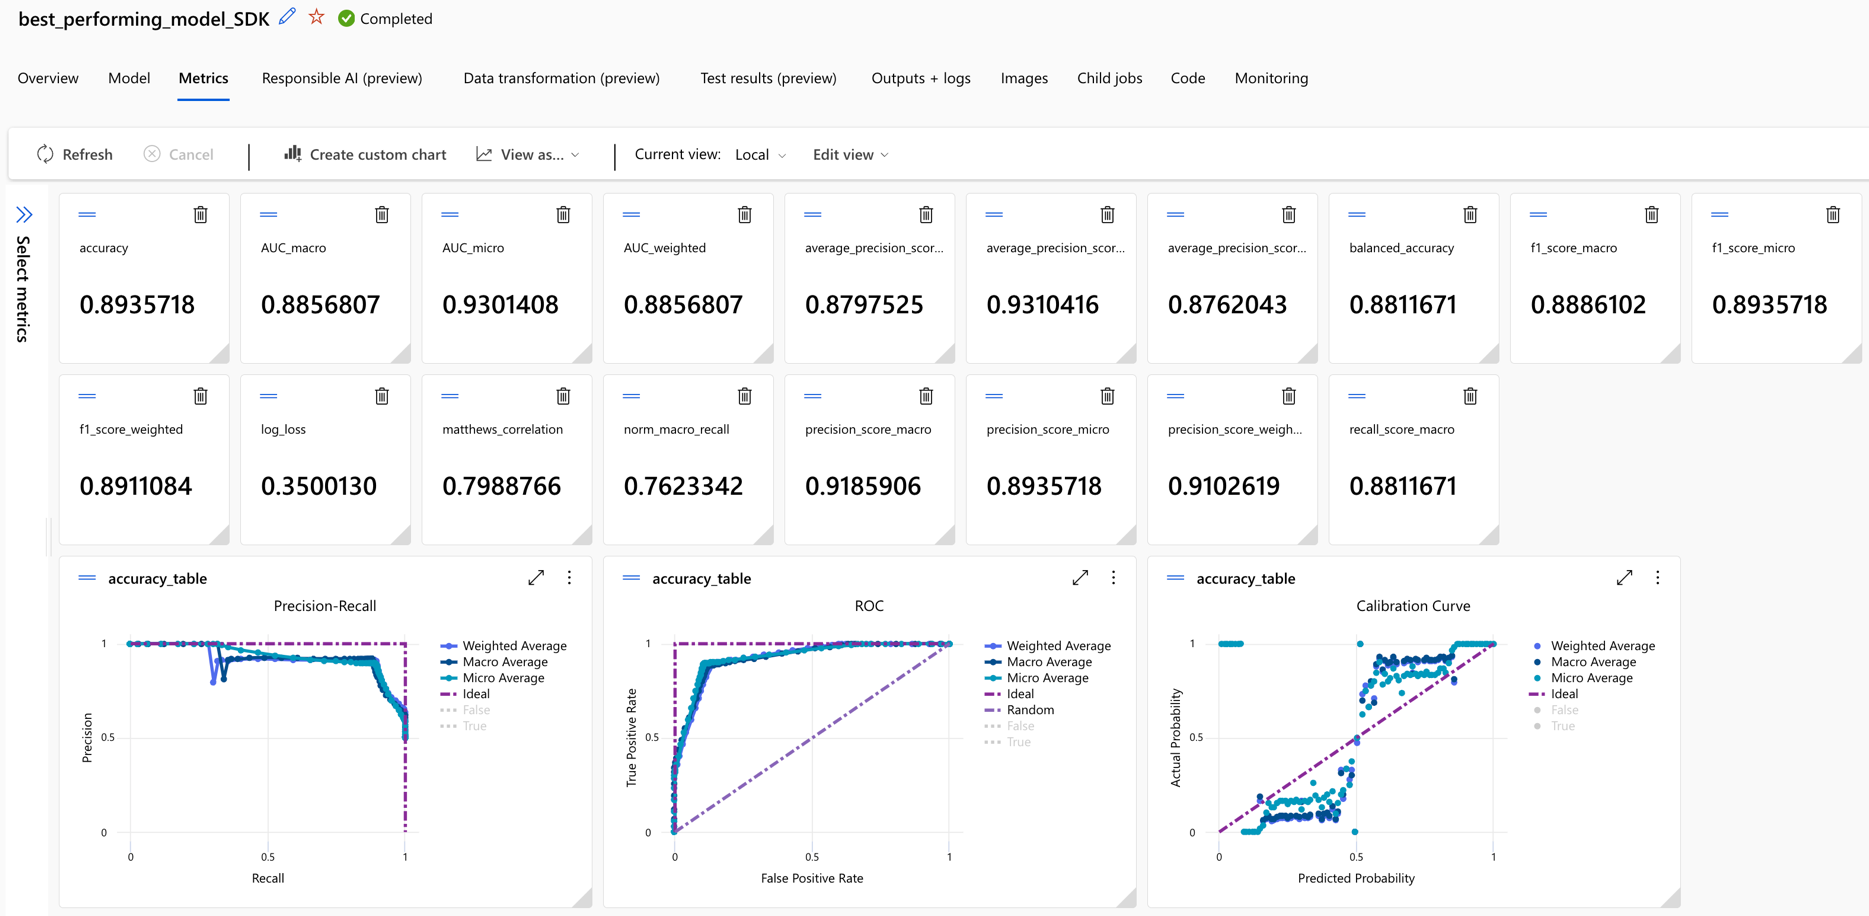 best_performing_model_SDK Completed
Overview Model Metrics Responsible AI (preview) Data transformation (preview) Test results (preview) Outputs + logs Images Child jobs Code Monitoring
Refresh Cancel Create custom chart View as... Current view: Local Edit view
Select metrics
accuracy AUC_macro AUC_micro AUC_weighted average_precision_scor... average_precision_scor... average_precision_scor... balanced_accuracy f1_score_macro f1_score_micro
0.8935718 0.8856807 0.9301408 0.8856807 0.8797525 0.9310416 0.8762043 0.8811671 0.8886102 0.8935718
f1_score_weighted log_loss matthews_correlation norm_macro_recall precision_score_macro precision_score_micro precision_score_weigh... recall_score_macro
0.8911084 0.3500130 0.7988766 0.7623342 0.9185906 0.8935718 0.9102619 0.8811671
accuracy_table
Precision-Recall
Weighted Average
Macro Average
Micro Average
Ideal
False
True
Precision
1
0.5
0
0 0.5 1
Recall
accuracy_table
ROC
Weighted Average
Macro Average
Micro Average
Ideal
Random
False
True
True Positive Rate
1
0.5
0
0 0.5 1
False Positive Rate
accuracy_table
Calibration Curve
Weighted Average
Macro Average
Micro Average
Ideal
False
True
Actual Probability
1
0.5
0
0 0.5 1
Predicted Probability